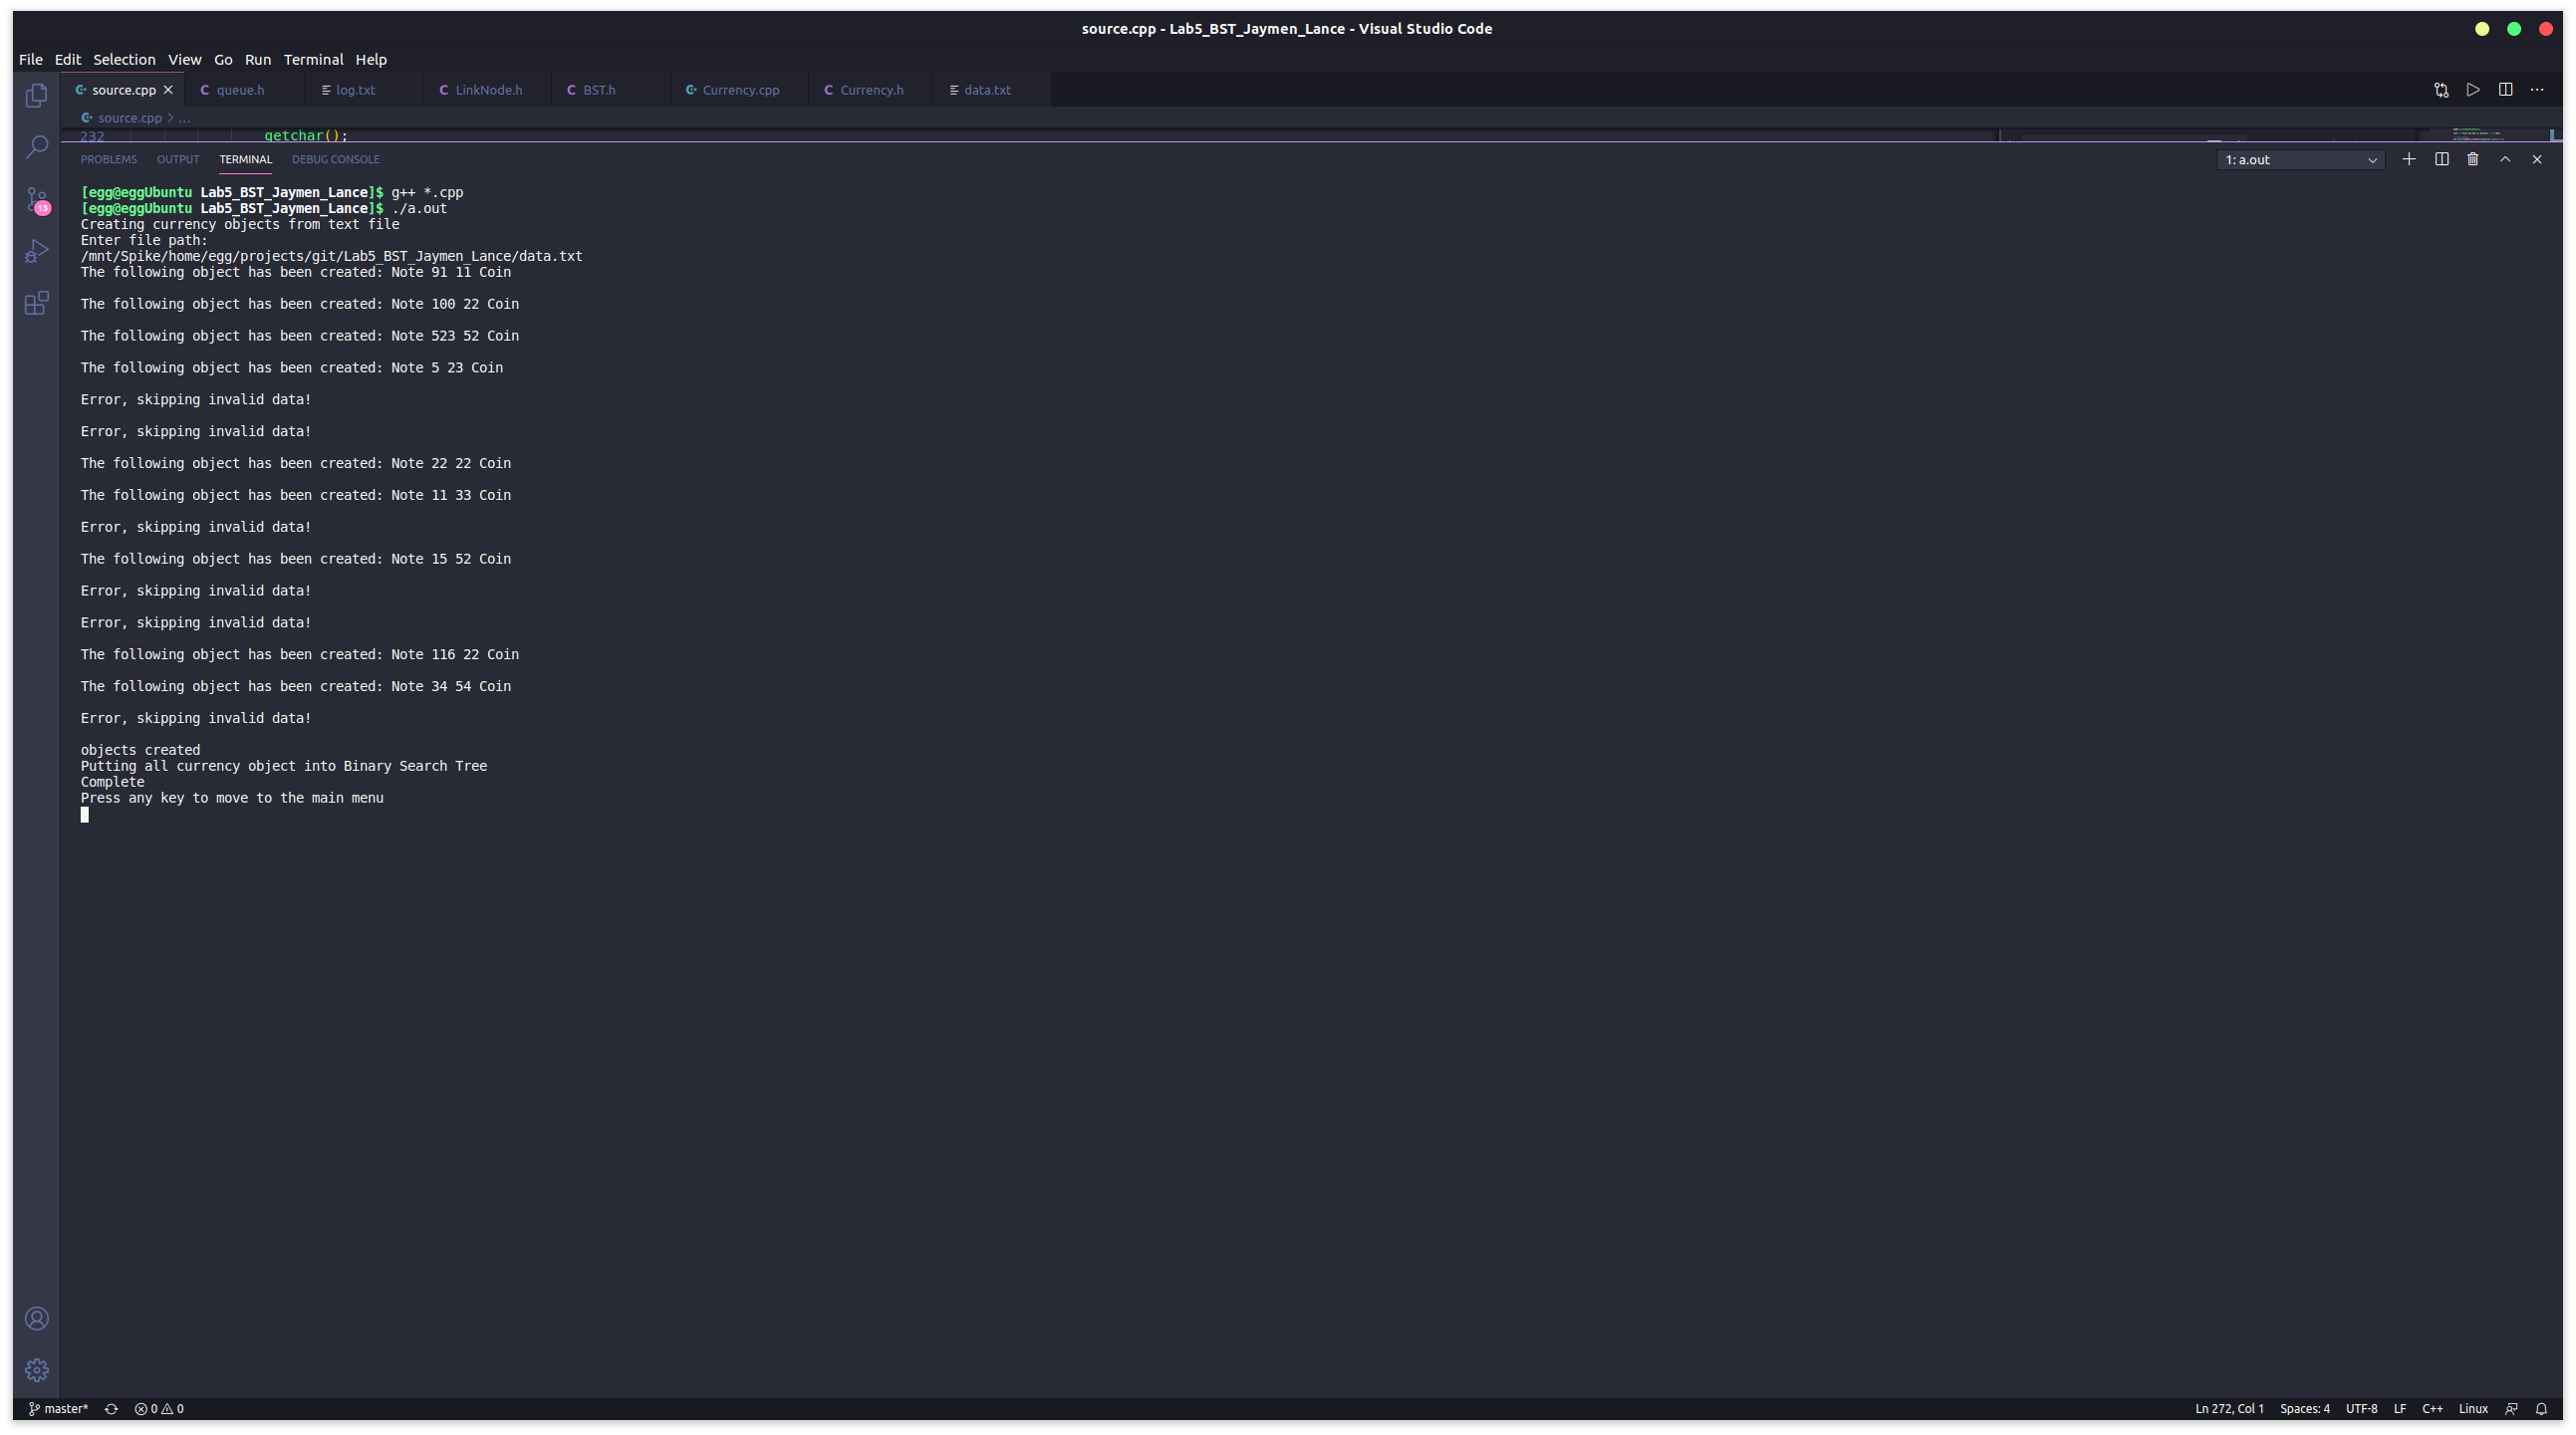 source.cpp - Lab5_BST_Jaymen_Lance - Visual Studio Code
File Edit Selection View Go Run Terminal Help
source.cpp queue.h log.txt LinkNode.h BST.h Currency.cpp Currency.h data.txt
source.cpp > ...
232 getchar();
PROBLEMS OUTPUT TERMINAL DEBUG CONSOLE 1: a.out
13
[egg@eggUbuntu Lab5_BST_Jaymen_Lance]$ g++ *.cpp
[egg@eggUbuntu Lab5_BST_Jaymen_Lance]$ ./a.out
Creating currency objects from text file
Enter file path:
/mnt/Spike/home/egg/projects/git/Lab5_BST_Jaymen_Lance/data.txt
The following object has been created: Note 91 11 Coin
The following object has been created: Note 100 22 Coin
The following object has been created: Note 523 52 Coin
The following object has been created: Note 5 23 Coin
Error, skipping invalid data!
Error, skipping invalid data!
The following object has been created: Note 22 22 Coin
The following object has been created: Note 11 33 Coin
Error, skipping invalid data!
The following object has been created: Note 15 52 Coin
Error, skipping invalid data!
Error, skipping invalid data!
The following object has been created: Note 116 22 Coin
The following object has been created: Note 34 54 Coin
Error, skipping invalid data!
objects created
Putting all currency object into Binary Search Tree
Complete
Press any key to move to the main menu
master* 0 0 Ln 272, Col 1 Spaces: 4 UTF-8 LF C++ Linux